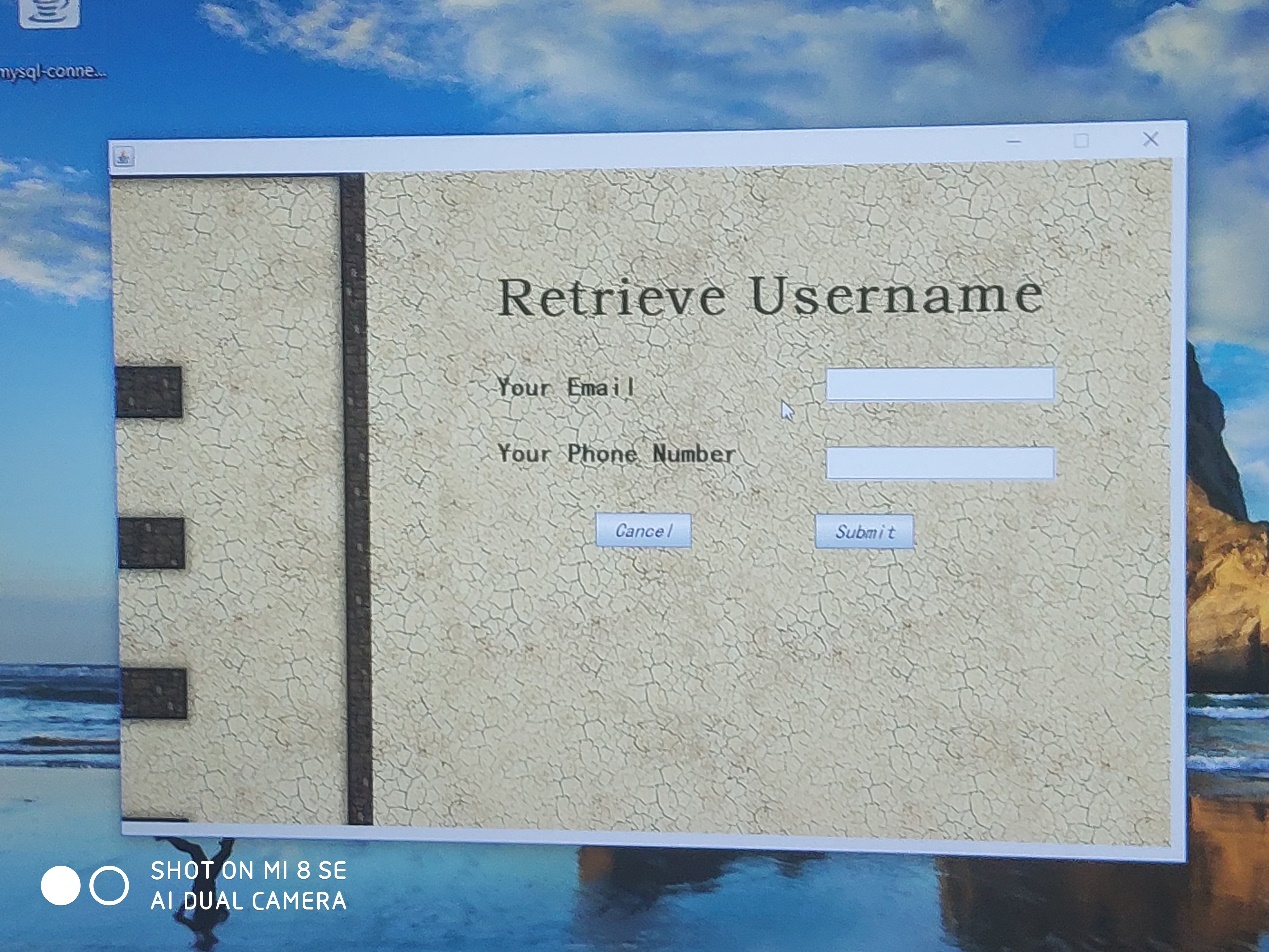 mysql-conne...
Retrieve Username
Your Email
Your Phone Number
Cancel Submit
SHOT ON MI 8 SE
AI DUAL CAMERA